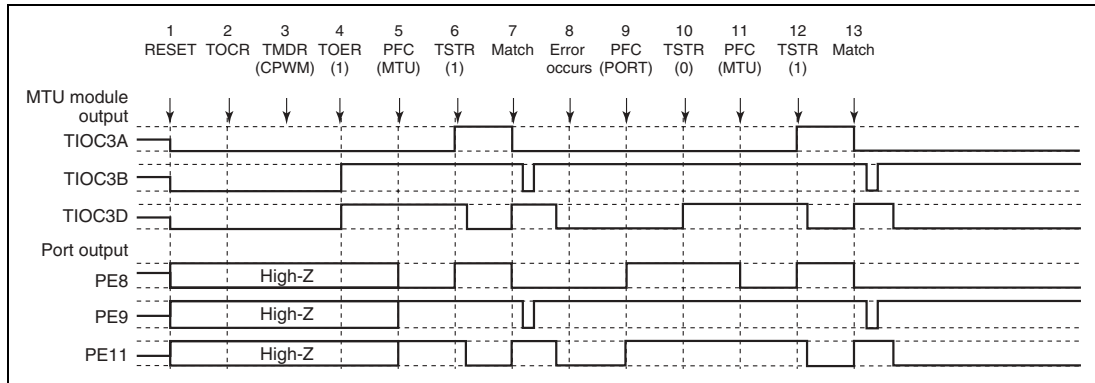 1 2 3 4 5 6 7 8 9 10 11 12 13
RESET TOCR TMDR TOER PFC TSTR Match Error PFC TSTR PFC TSTR Match
(CPWM) (1) (MTU) (1) occurs (PORT) (0) (MTU) (1)
MTU module
output
TIOC3A
TIOC3B
TIOC3D
Port output
PE8 High-Z
PE9 High-Z
PE11 High-Z